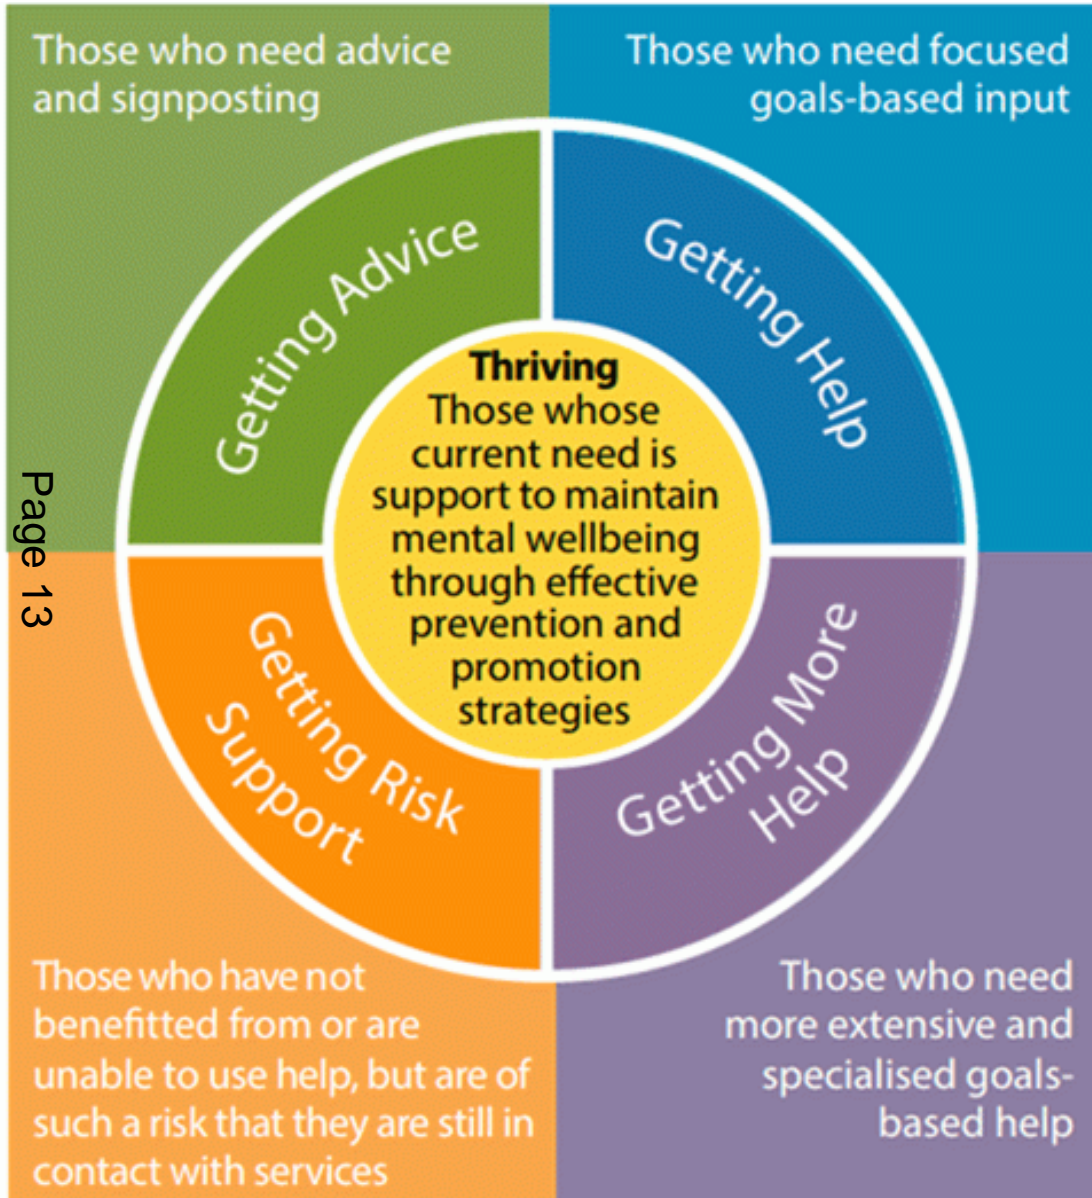 Those who need advice
and signposting
Those who need focused
goals-based input
Getting Advice
Getting Help
Thriving
Those whose
current need is
support to maintain
mental wellbeing
through effective
prevention and
promotion
strategies
Page 13
Getting Risk
Support
Getting More
Help
Those who have not
benefitted from or are
unable to use help, but are of
such a risk that they are still in
contact with services
Those who need
more extensive and
specialised goals-
based help